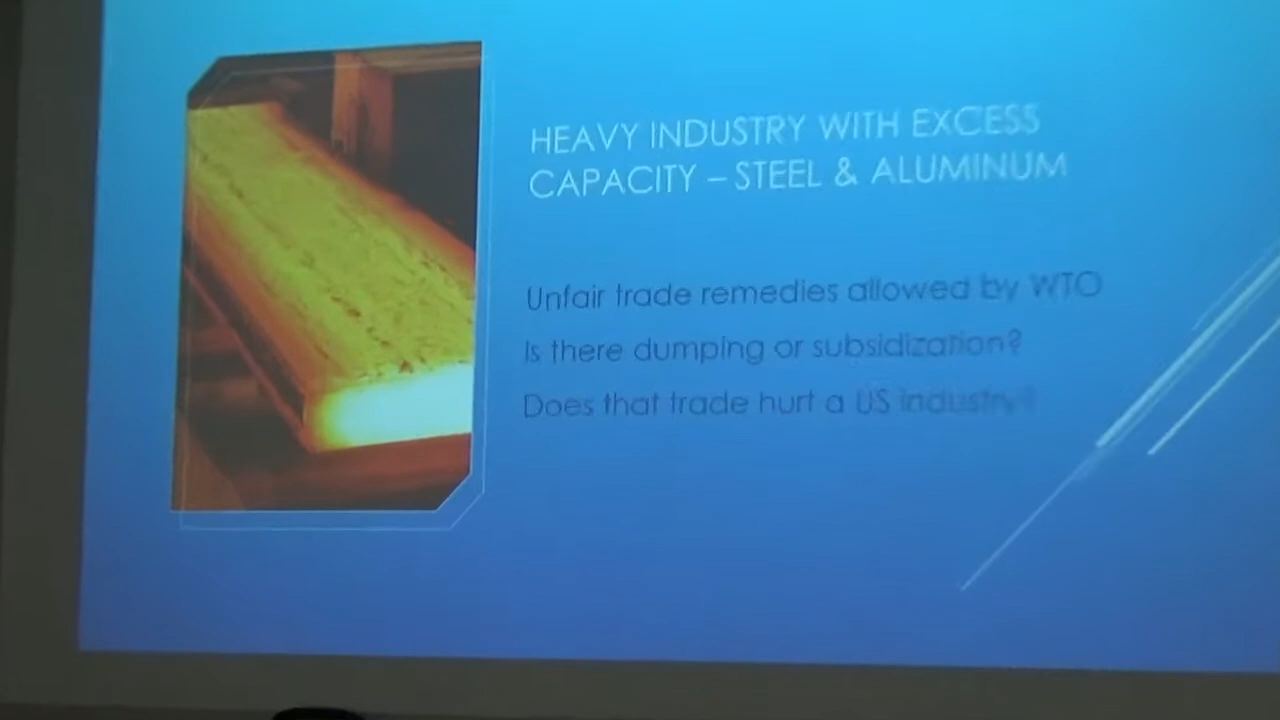 HEAVY INDUSTRY WITH EXCESS
CAPACITY – STEEL & ALUMINUM
Unfair trade remedies allowed by WTO
Is there dumping or subsidization?
Does that trade hurt a US industry?